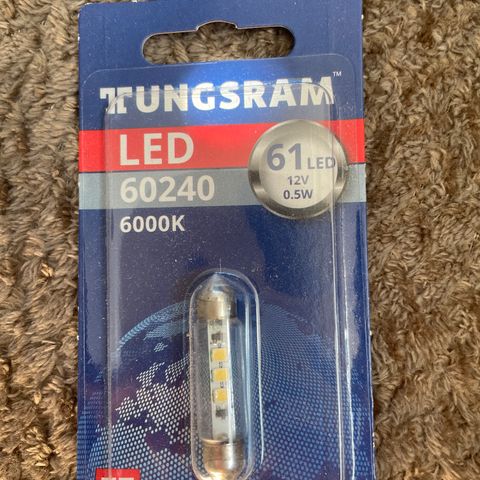 TUNGSRAM™
LED
60240
6000K
61 LED
12V
0.5W